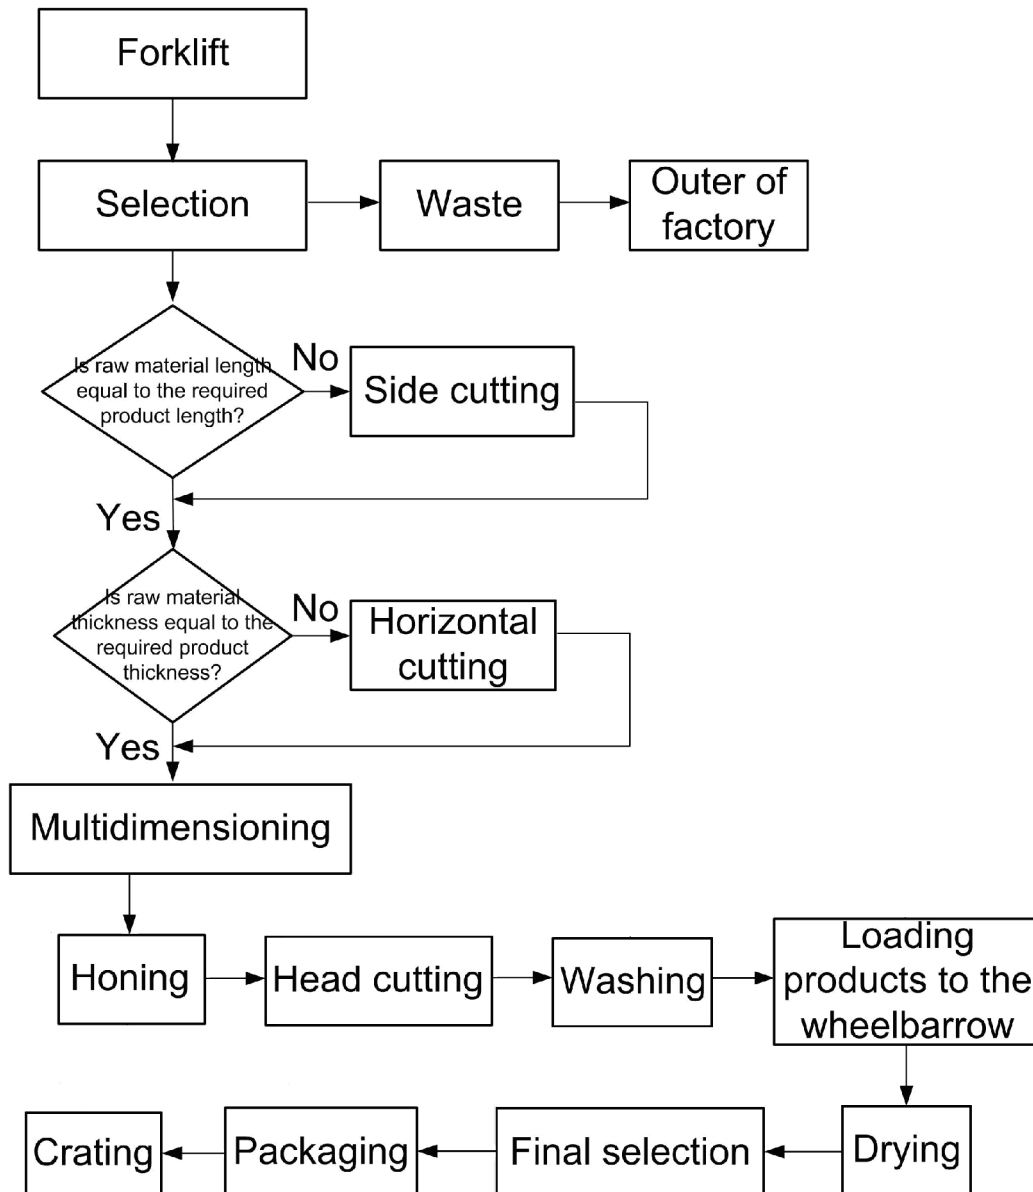 Forklift
Selection
Waste
Outer of
factory
Is raw material length
equal to the required
product length?
No
Side cutting
Yes
Is raw material
thickness equal to the
required product
thickness?
No
Horizontal
cutting
Yes
Multidimensioning
Honing
Head cutting
Washing
Loading
products to the
wheelbarrow
Crating
Packaging
Final selection
Drying